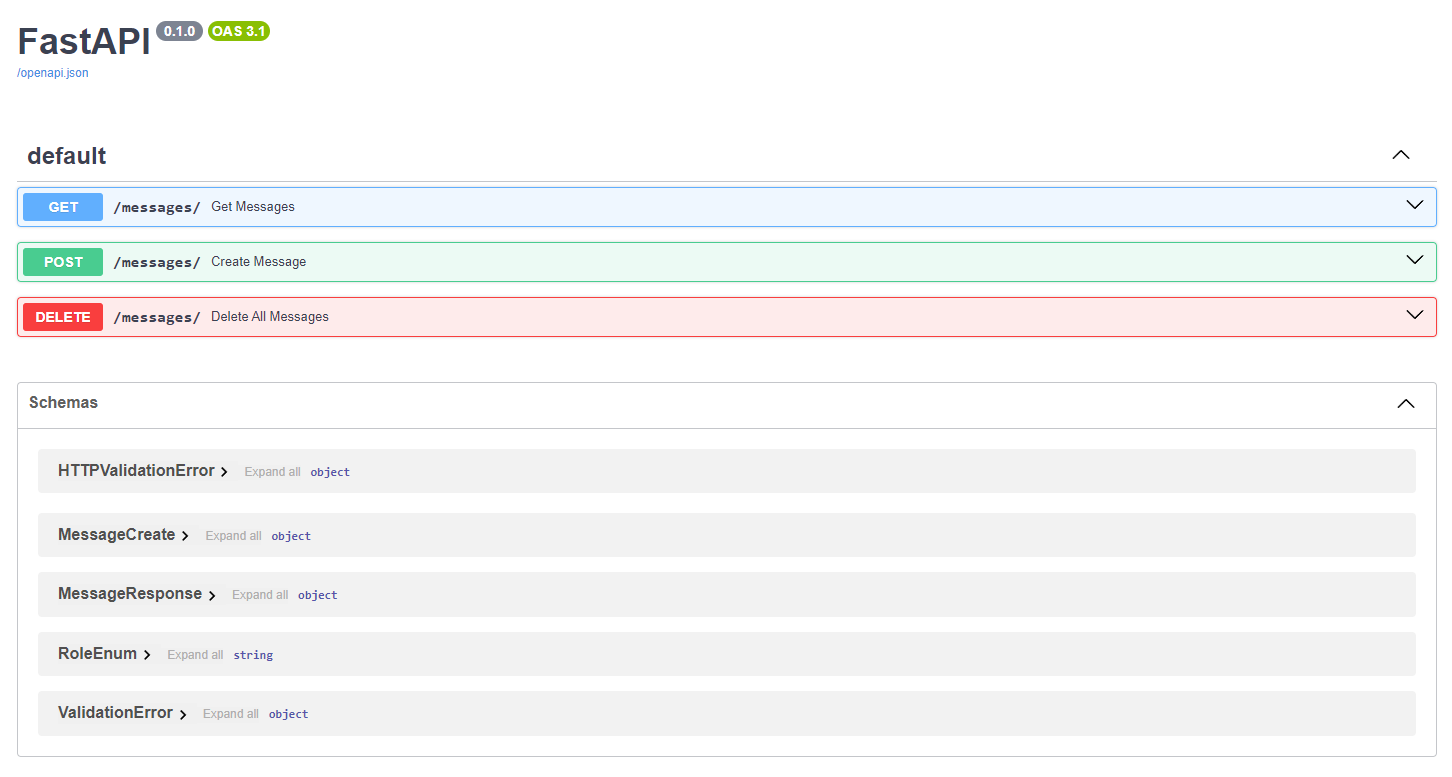 FastAPI 0.1.0 OAS 3.1
/openapi.json
default
GET /messages/ Get Messages
POST /messages/ Create Message
DELETE /messages/ Delete All Messages
Schemas
HTTPValidationError Expand all object
MessageCreate Expand all object
MessageResponse Expand all object
RoleEnum Expand all string
ValidationError Expand all object